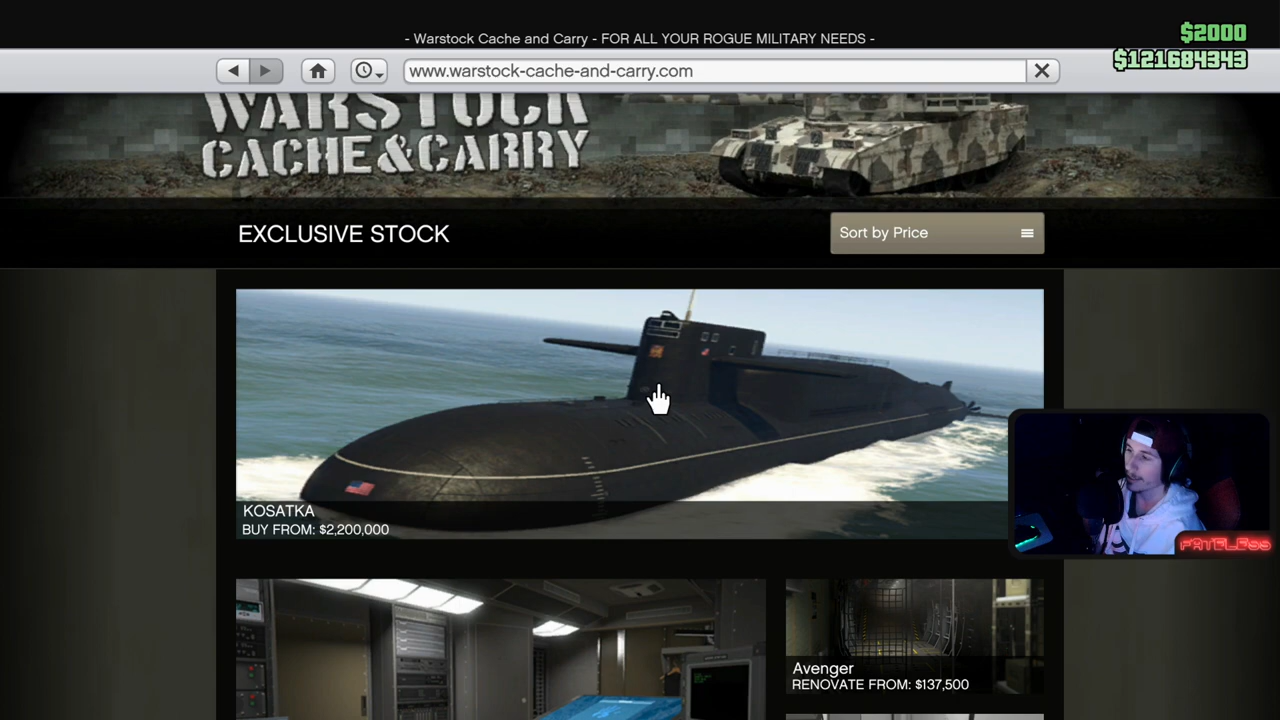 - Warstock Cache and Carry - FOR ALL YOUR ROGUE MILITARY NEEDS -
$2000
$121684343
www.warstock-cache-and-carry.com
WARSTOCK
CACHE&CARRY
EXCLUSIVE STOCK
Sort by Price
KOSATKA
BUY FROM: $2,200,000
FATELESS
Avenger
RENOVATE FROM: $137,500